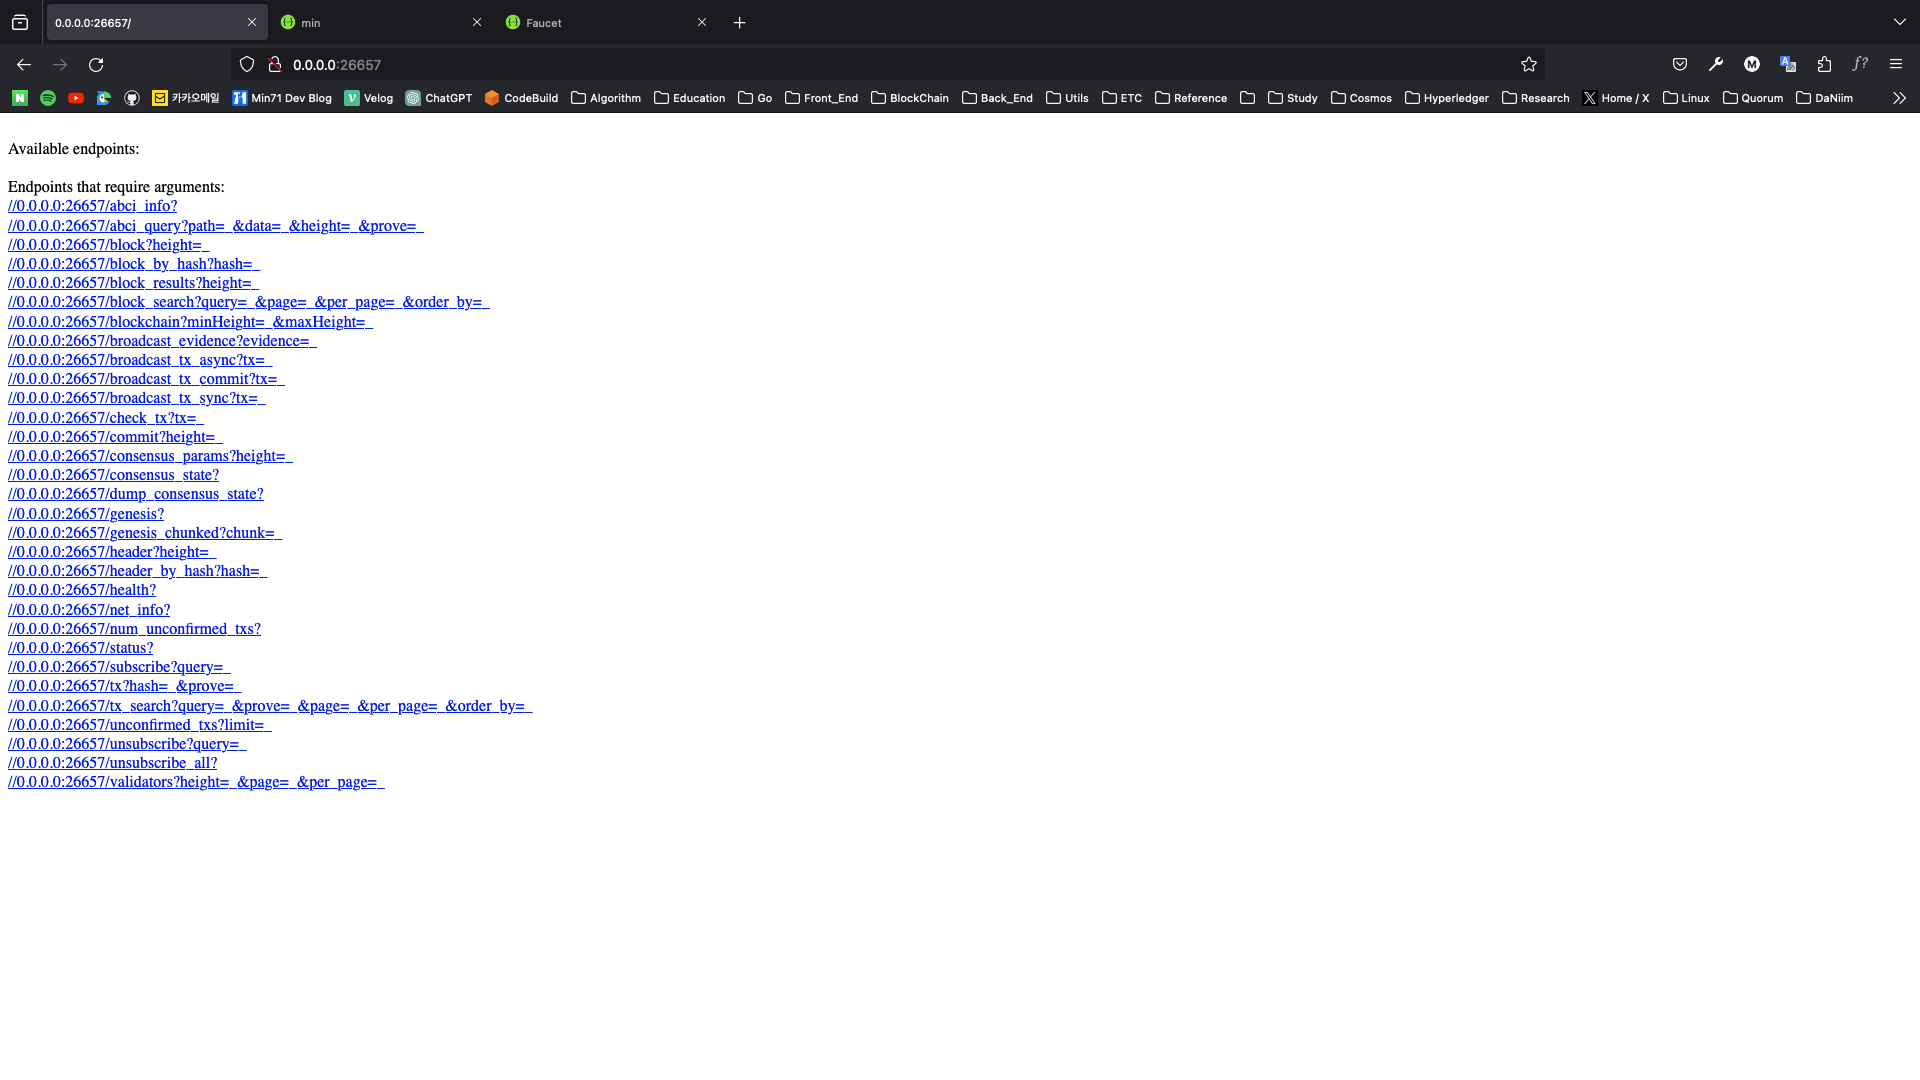 0.0.0.0:26657/
min
Faucet
0.0.0.0:26657
카카오메일 Min71 Dev Blog Velog ChatGPT CodeBuild Algorithm Education Go Front_End BlockChain Back_End Utils ETC Reference Study Cosmos Hyperledger Research Home / X Linux Quorum DaNiim
Available endpoints:
Endpoints that require arguments:
//0.0.0.0:26657/abci_info?
//0.0.0.0:26657/abci_query?path=_&data=_&height=_&prove=_
//0.0.0.0:26657/block?height=_
//0.0.0.0:26657/block_by_hash?hash=_
//0.0.0.0:26657/block_results?height=_
//0.0.0.0:26657/block_search?query=_&page=_&per_page=_&order_by=_
//0.0.0.0:26657/blockchain?minHeight=_&maxHeight=_
//0.0.0.0:26657/broadcast_evidence?evidence=_
//0.0.0.0:26657/broadcast_tx_async?tx=_
//0.0.0.0:26657/broadcast_tx_commit?tx=_
//0.0.0.0:26657/broadcast_tx_sync?tx=_
//0.0.0.0:26657/check_tx?tx=_
//0.0.0.0:26657/commit?height=_
//0.0.0.0:26657/consensus_params?height=_
//0.0.0.0:26657/consensus_state?
//0.0.0.0:26657/dump_consensus_state?
//0.0.0.0:26657/genesis?
//0.0.0.0:26657/genesis_chunked?chunk=_
//0.0.0.0:26657/header?height=_
//0.0.0.0:26657/header_by_hash?hash=_
//0.0.0.0:26657/health?
//0.0.0.0:26657/net_info?
//0.0.0.0:26657/num_unconfirmed_txs?
//0.0.0.0:26657/status?
//0.0.0.0:26657/subscribe?query=_
//0.0.0.0:26657/tx?hash=_&prove=_
//0.0.0.0:26657/tx_search?query=_&prove=_&page=_&per_page=_&order_by=_
//0.0.0.0:26657/unconfirmed_txs?limit=_
//0.0.0.0:26657/unsubscribe?query=_
//0.0.0.0:26657/unsubscribe_all?
//0.0.0.0:26657/validators?height=_&page=_&per_page=_